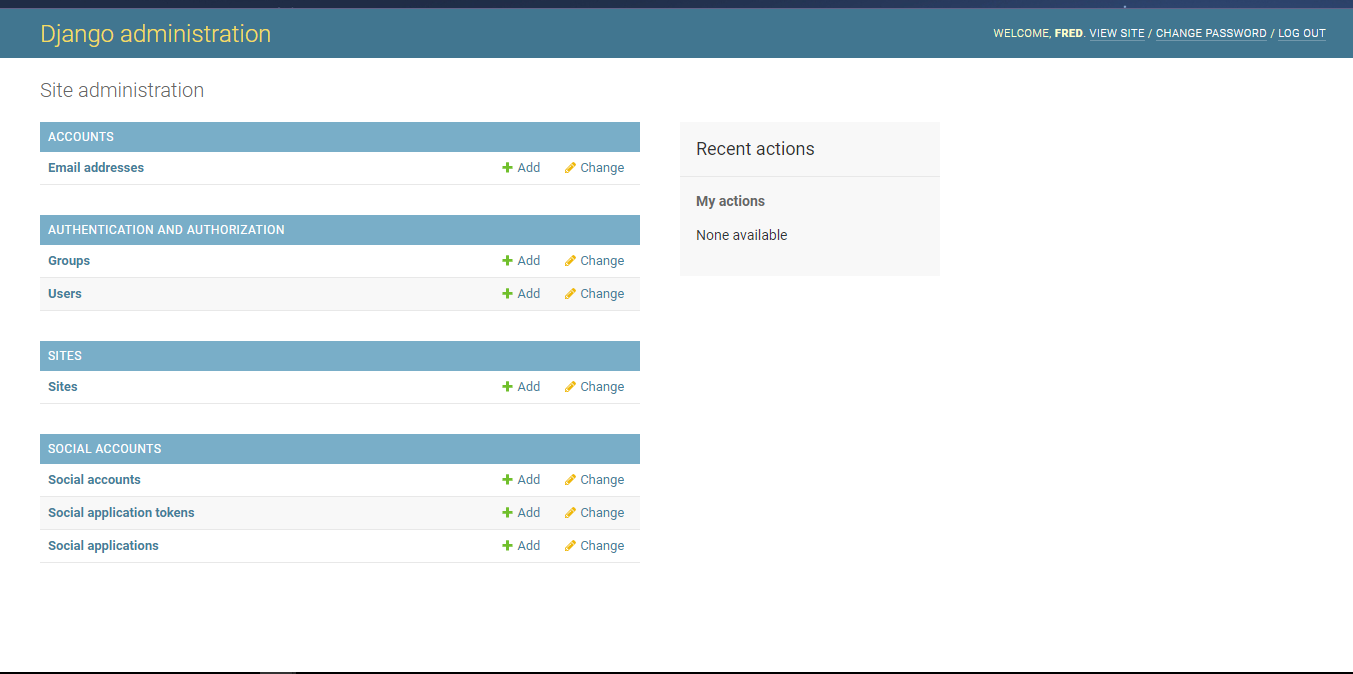 Django administration
WELCOME, FRED. VIEW SITE / CHANGE PASSWORD / LOG OUT
Site administration
ACCOUNTS
Email addresses Add Change
AUTHENTICATION AND AUTHORIZATION
Groups Add Change
Users Add Change
SITES
Sites Add Change
SOCIAL ACCOUNTS
Social accounts Add Change
Social application tokens Add Change
Social applications Add Change
Recent actions
My actions
None available